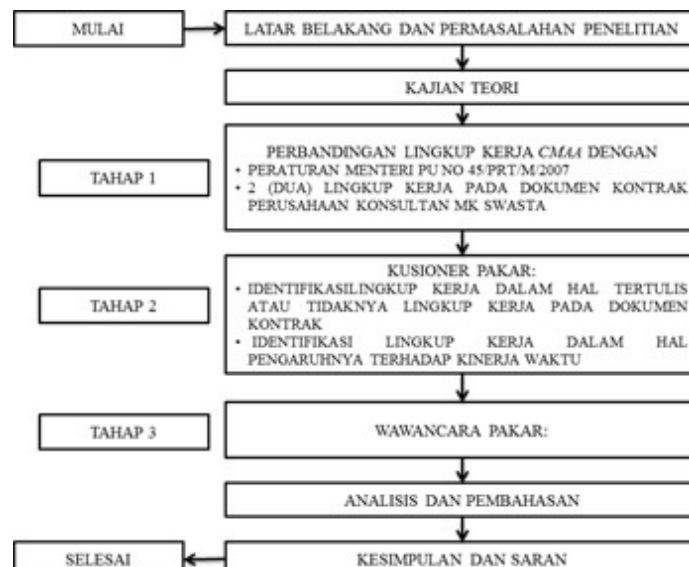 MULAI
LATAR BELAKANG DAN PERMASALAHAN PENELITIAN
KAJIAN TEORI
TAHAP 1
PERBANDINGAN LINGKUP KERJA CMAA DENGAN
• PERATURAN MENTERI PU NO 45/PRT/M/2007
• 2 (DUA) LINGKUP KERJA PADA DOKUMEN KONTRAK
PERUSAHAAN KONSULTAN MK SWASTA
TAHAP 2
KUSIONER PAKAR:
• IDENTIFIKASILINGKUP KERJA DALAM HAL TERTULIS
ATAU TIDAKNYA LINGKUP KERJA PADA DOKUMEN
KONTRAK
• IDENTIFIKASI LINGKUP KERJA DALAM HAL
PENGARUHNYA TERHADAP KINERJA WAKTU
TAHAP 3
WAWANCARA PAKAR:
ANALISIS DAN PEMBAHASAN
SELESAI
KESIMPULAN DAN SARAN